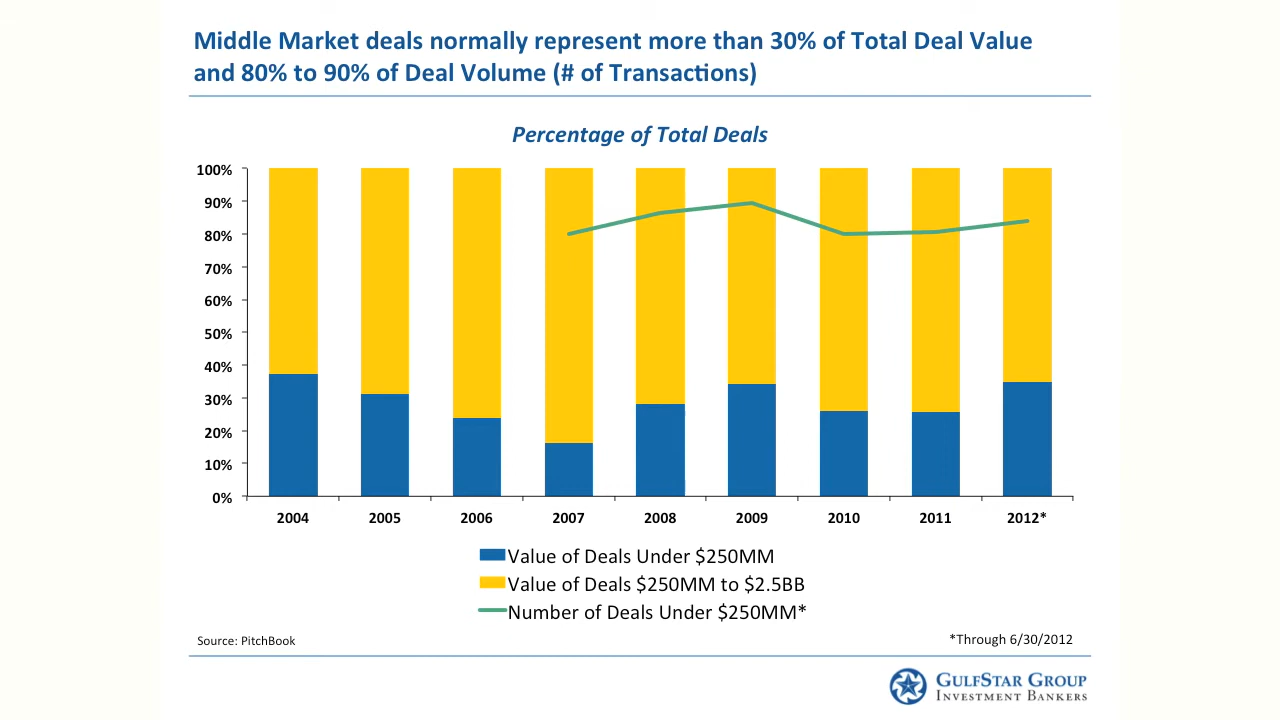 Middle Market deals normally represent more than 30% of Total Deal Value
and 80% to 90% of Deal Volume (# of Transactions)
Percentage of Total Deals
100%
90%
80%
70%
60%
50%
40%
30%
20%
10%
0%
2004 2005 2006 2007 2008 2009 2010 2011 2012*
Value of Deals Under $250MM
Value of Deals $250MM to $2.5BB
Number of Deals Under $250MM*
Source: PitchBook
*Through 6/30/2012
GULFSTAR GROUP
INVESTMENT BANKERS